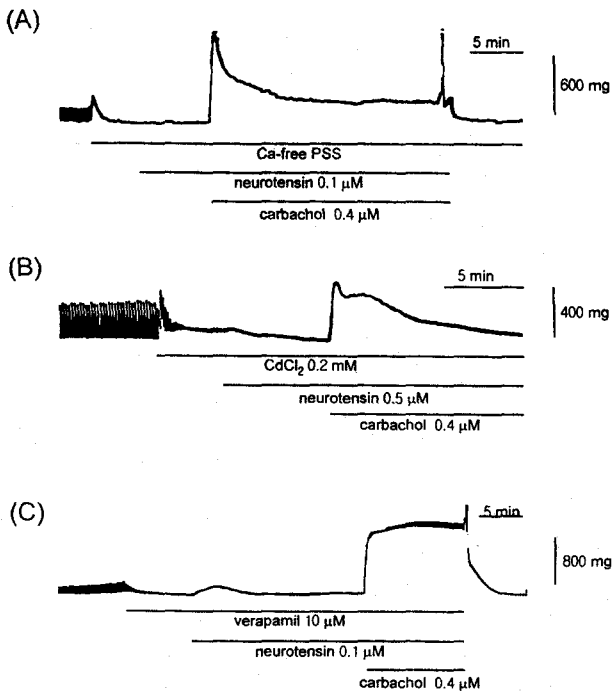 (A)
5 min
600 mg
Ca-free PSS
neurotensin 0.1 µM
carbachol 0.4 µM
(B)
5 min
400 mg
CdCl₂ 0.2 mM
neurotensin 0.5 µM
carbachol 0.4 µM
(C)
5 min
800 mg
verapamil 10 µM
neurotensin 0.1 µM
carbachol 0.4 µM